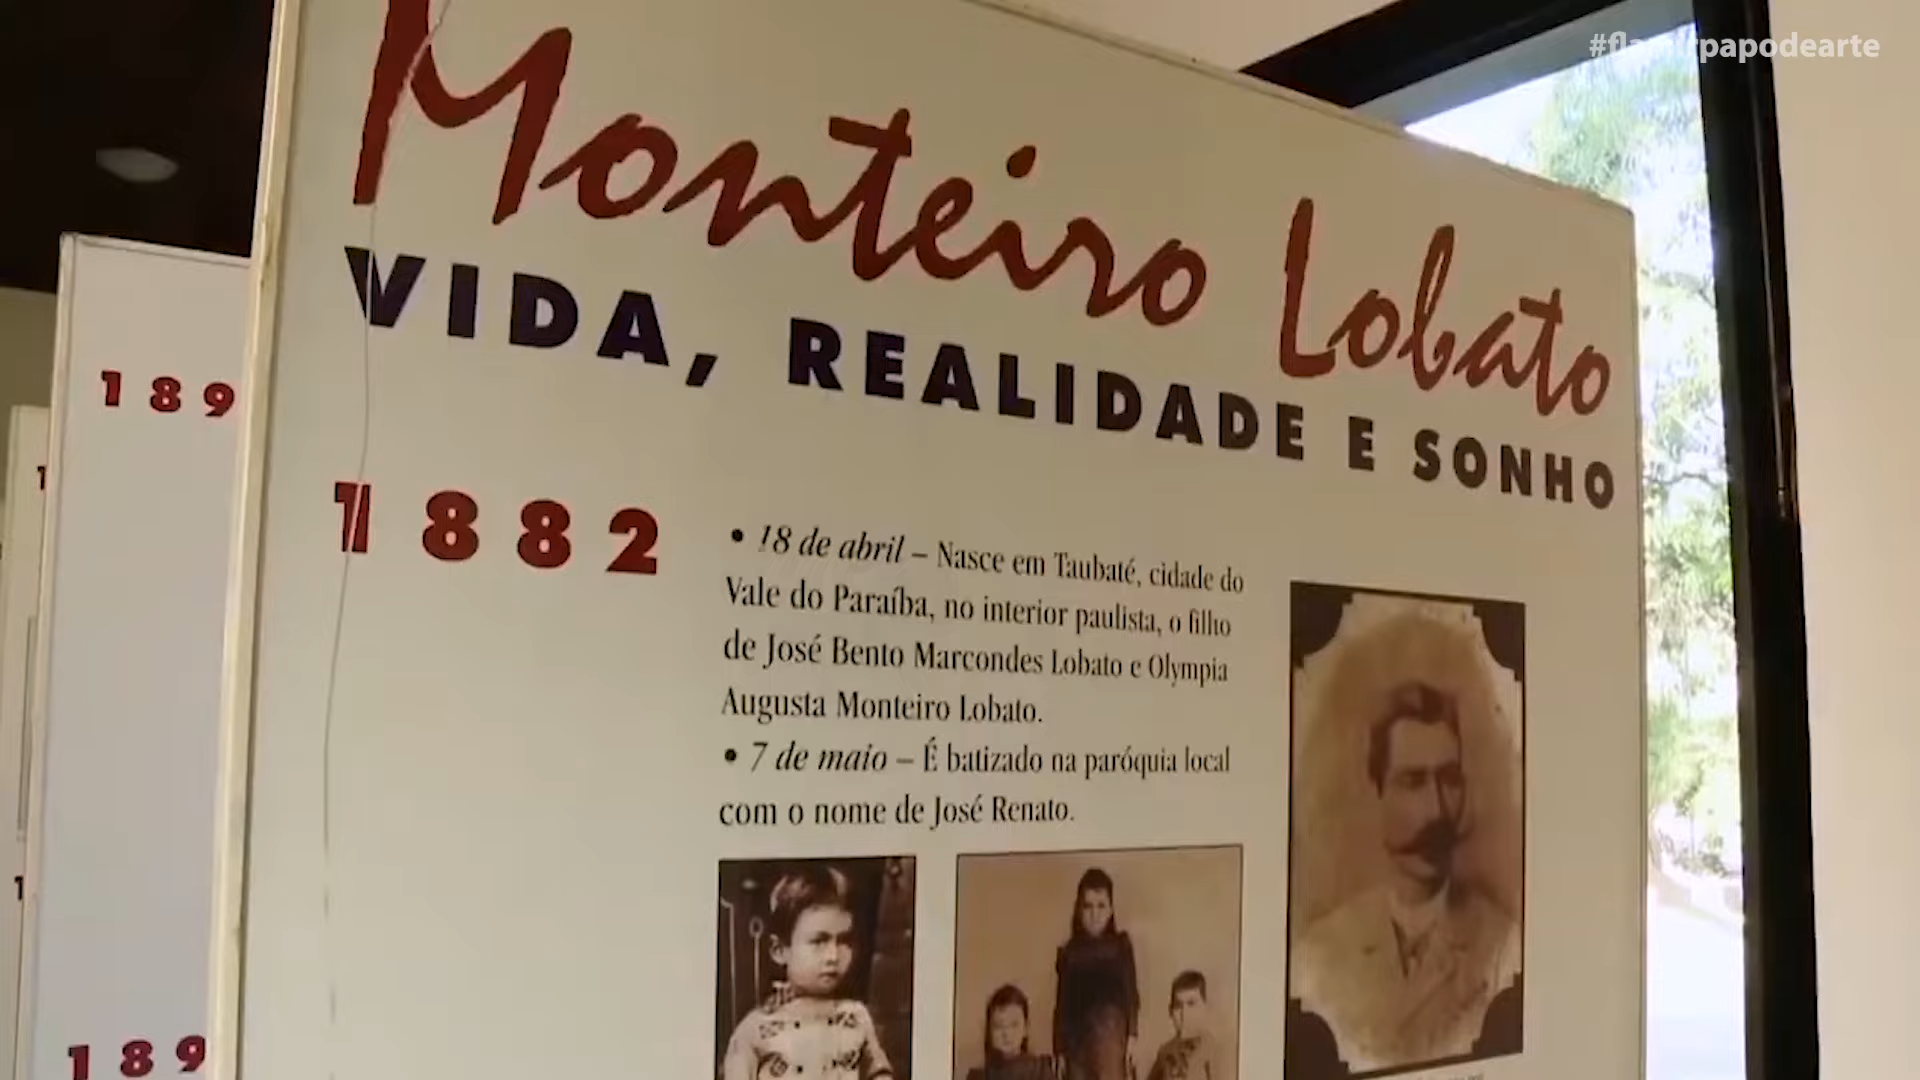 #flamirpapodearte
Monteiro Lobato
VIDA, REALIDADE E SONHO
189
1882
• 18 de abril – Nasce em Taubaté, cidade do
Vale do Paraíba, no interior paulista, o filho
de José Bento Marcondes Lobato e Olympia
Augusta Monteiro Lobato.
• 7 de maio – É batizado na paróquia local
com o nome de José Renato.
189